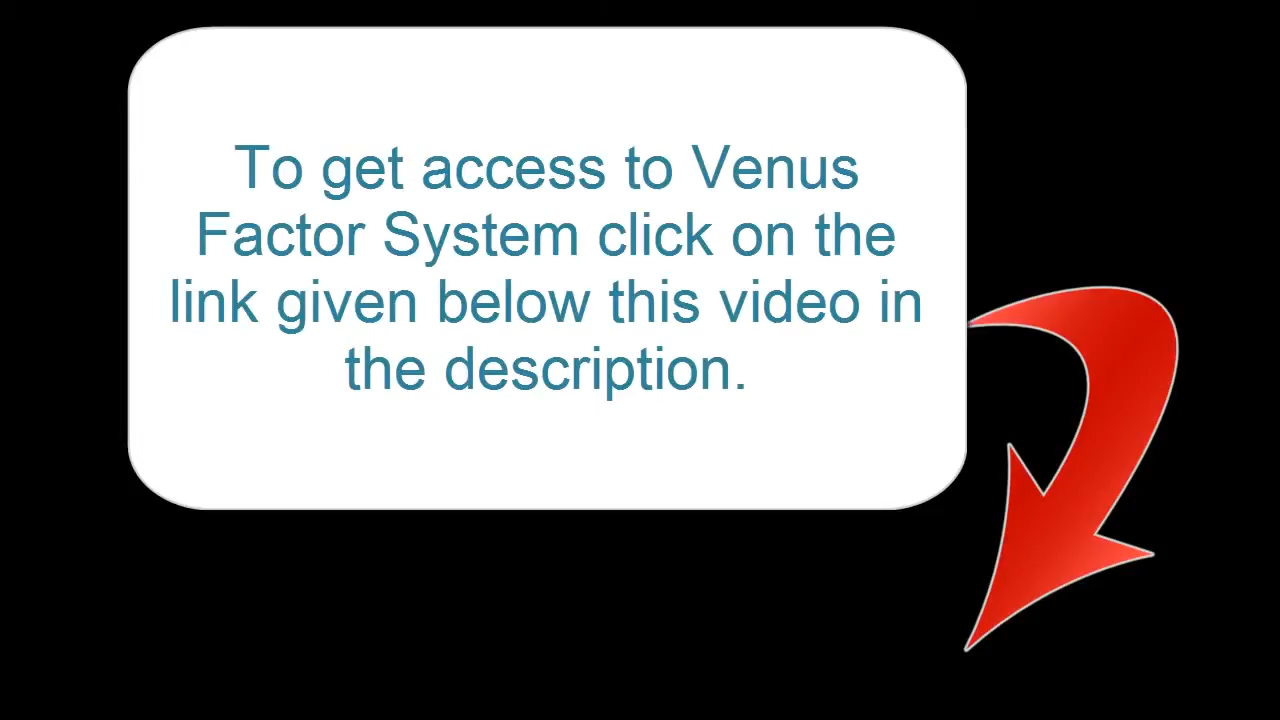 To get access to Venus
Factor System click on the
link given below this video in
the description.